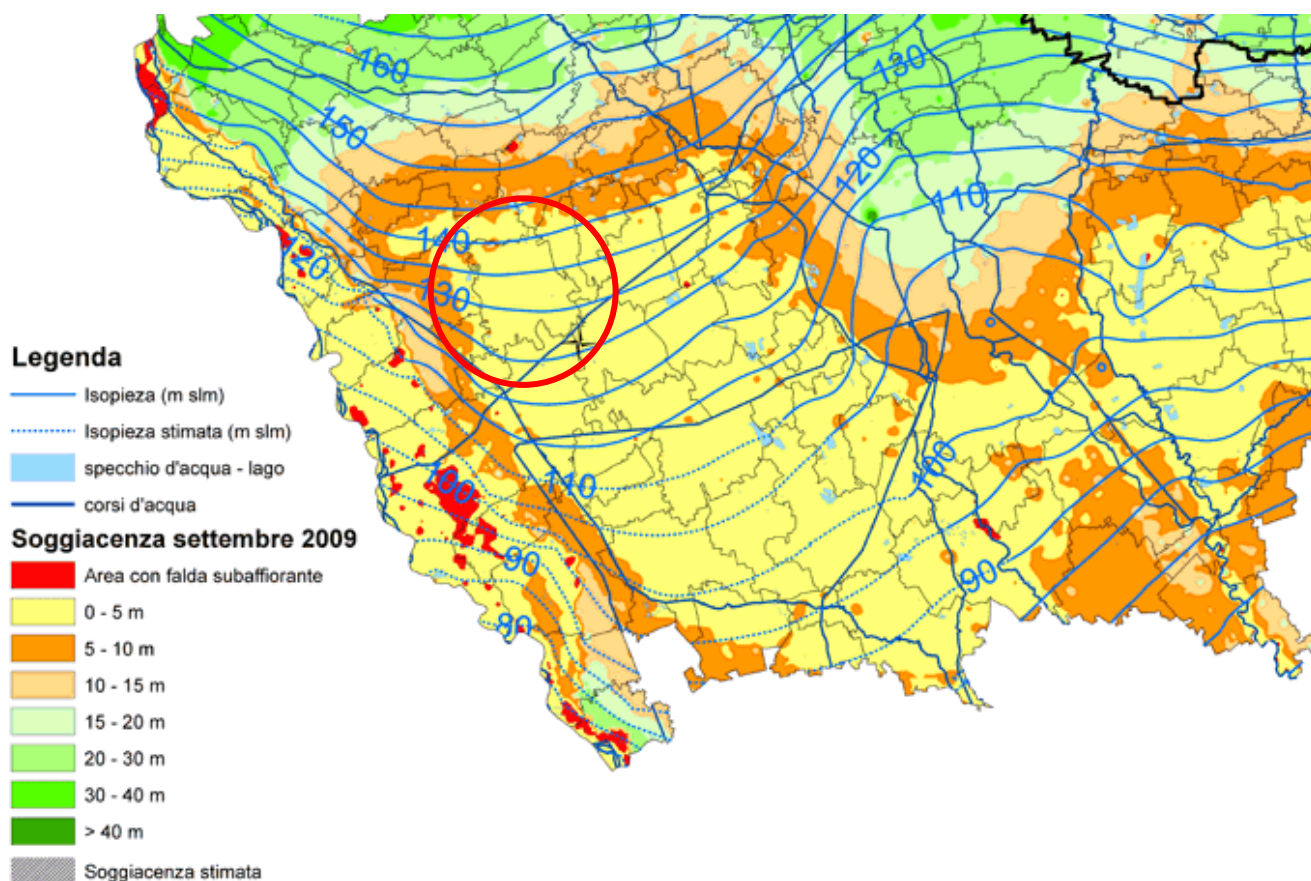 160
130
150
120
110
140
20
130
Legenda
Isopieza (m slm)
Isopieza stimata (m slm)
specchio d'acqua - lago
corsi d'acqua
110
100
100
Soggiacenza settembre 2009
Area con falda subaffiorante
0 - 5 m
5 - 10 m
10 - 15 m
15 - 20 m
20 - 30 m
30 - 40 m
> 40 m
Soggiacenza stimata
90
90
80